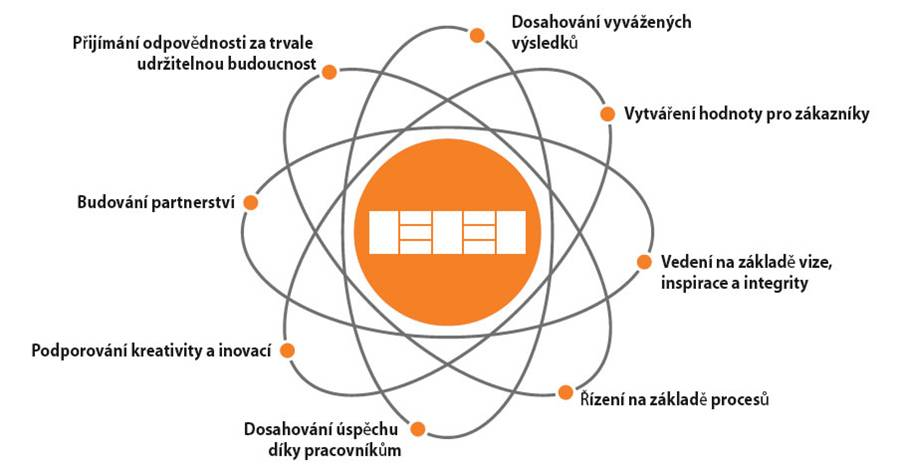 Dosahování vyvážených
výsledků
Přijímání odpovědnosti za trvale
udržitelnou budoucnost
Vytváření hodnoty pro zákazníky
Budování partnerství
Vedení na základě vize,
inspirace a integrity
Podporování kreativity a inovací
Řízení na základě procesů
Dosahování úspěchu
díky pracovníkům